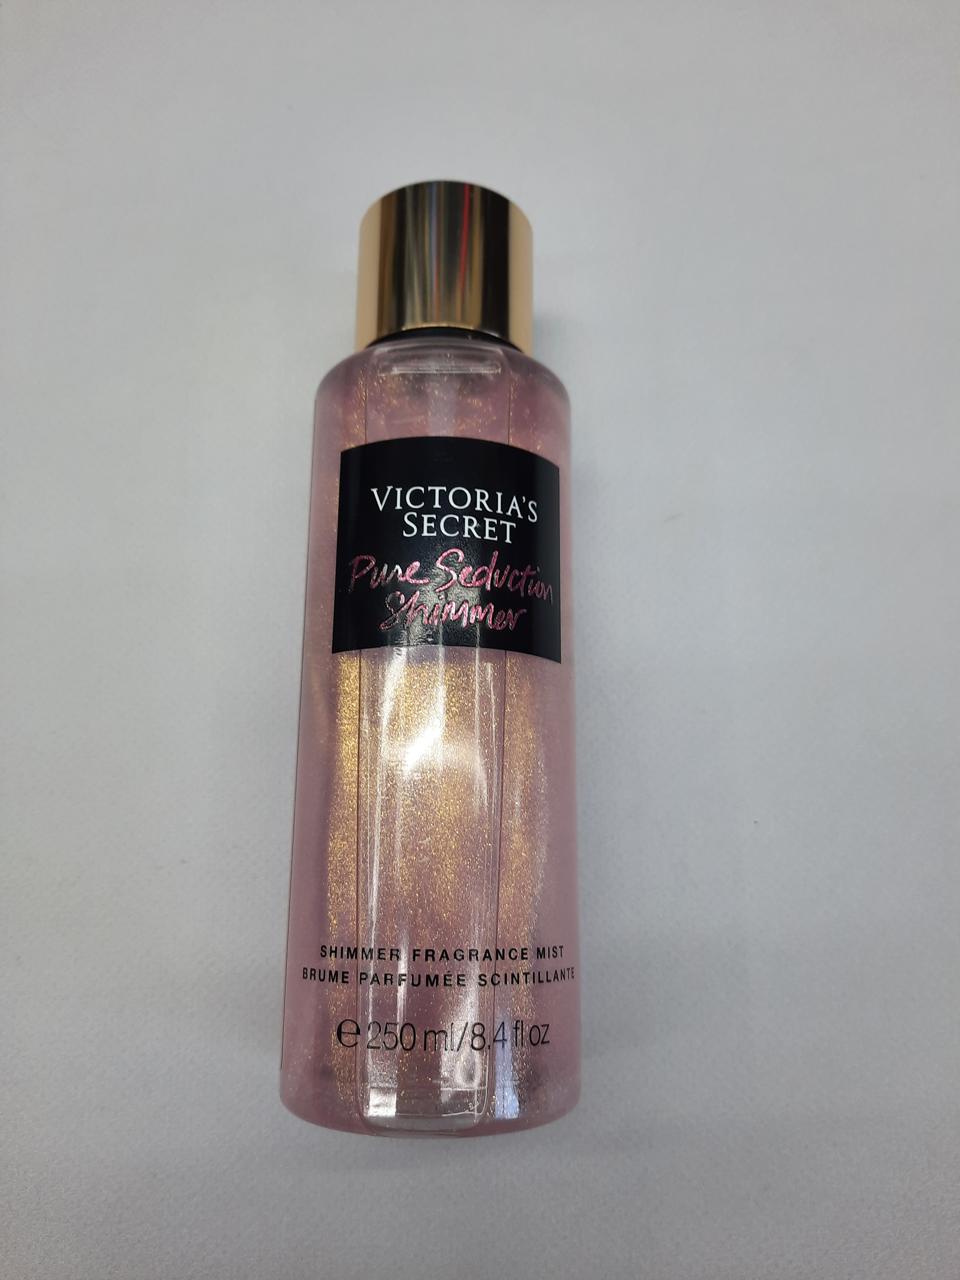 VICTORIA'S
SECRET
Pure Seduction
Shimmer
SHIMMER FRAGRANCE MIST
BRUME PARFUMÉE SCINTILLANTE
℮ 250 ml/8.4 fl oz